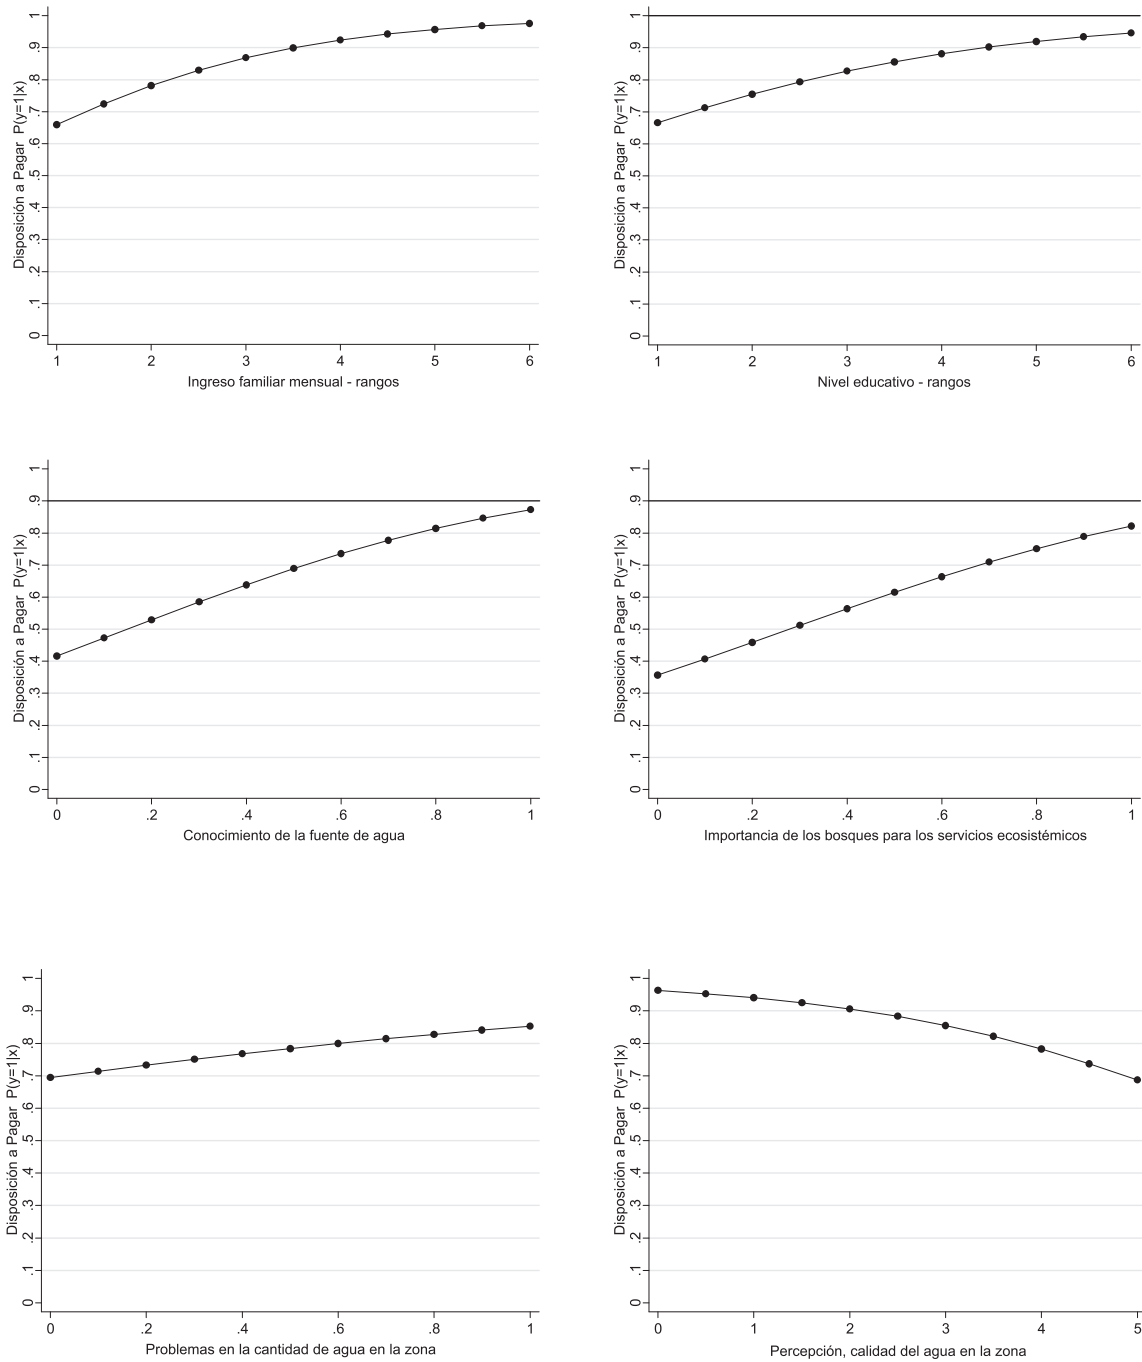 Disposición a Pagar  P(y=1|x)
0 .1 .2 .3 .4 .5 .6 .7 .8 .9 1
1 2 3 4 5 6
Ingreso familiar mensual - rangos
Disposición a Pagar  P(y=1|x)
0 .1 .2 .3 .4 .5 .6 .7 .8 .9 1
1 2 3 4 5 6
Nivel educativo - rangos
Disposición a Pagar  P(y=1|x)
0 .1 .2 .3 .4 .5 .6 .7 .8 .9 1
0 .2 .4 .6 .8 1
Conocimiento de la fuente de agua
Disposición a Pagar  P(y=1|x)
0 .1 .2 .3 .4 .5 .6 .7 .8 .9 1
0 .2 .4 .6 .8 1
Importancia de los bosques para los servicios ecosistémicos
Disposición a Pagar  P(y=1|x)
0 .1 .2 .3 .4 .5 .6 .7 .8 .9 1
0 .2 .4 .6 .8 1
Problemas en la cantidad de agua en la zona
Disposición a Pagar  P(y=1|x)
0 .1 .2 .3 .4 .5 .6 .7 .8 .9 1
0 1 2 3 4 5
Percepción, calidad del agua en la zona